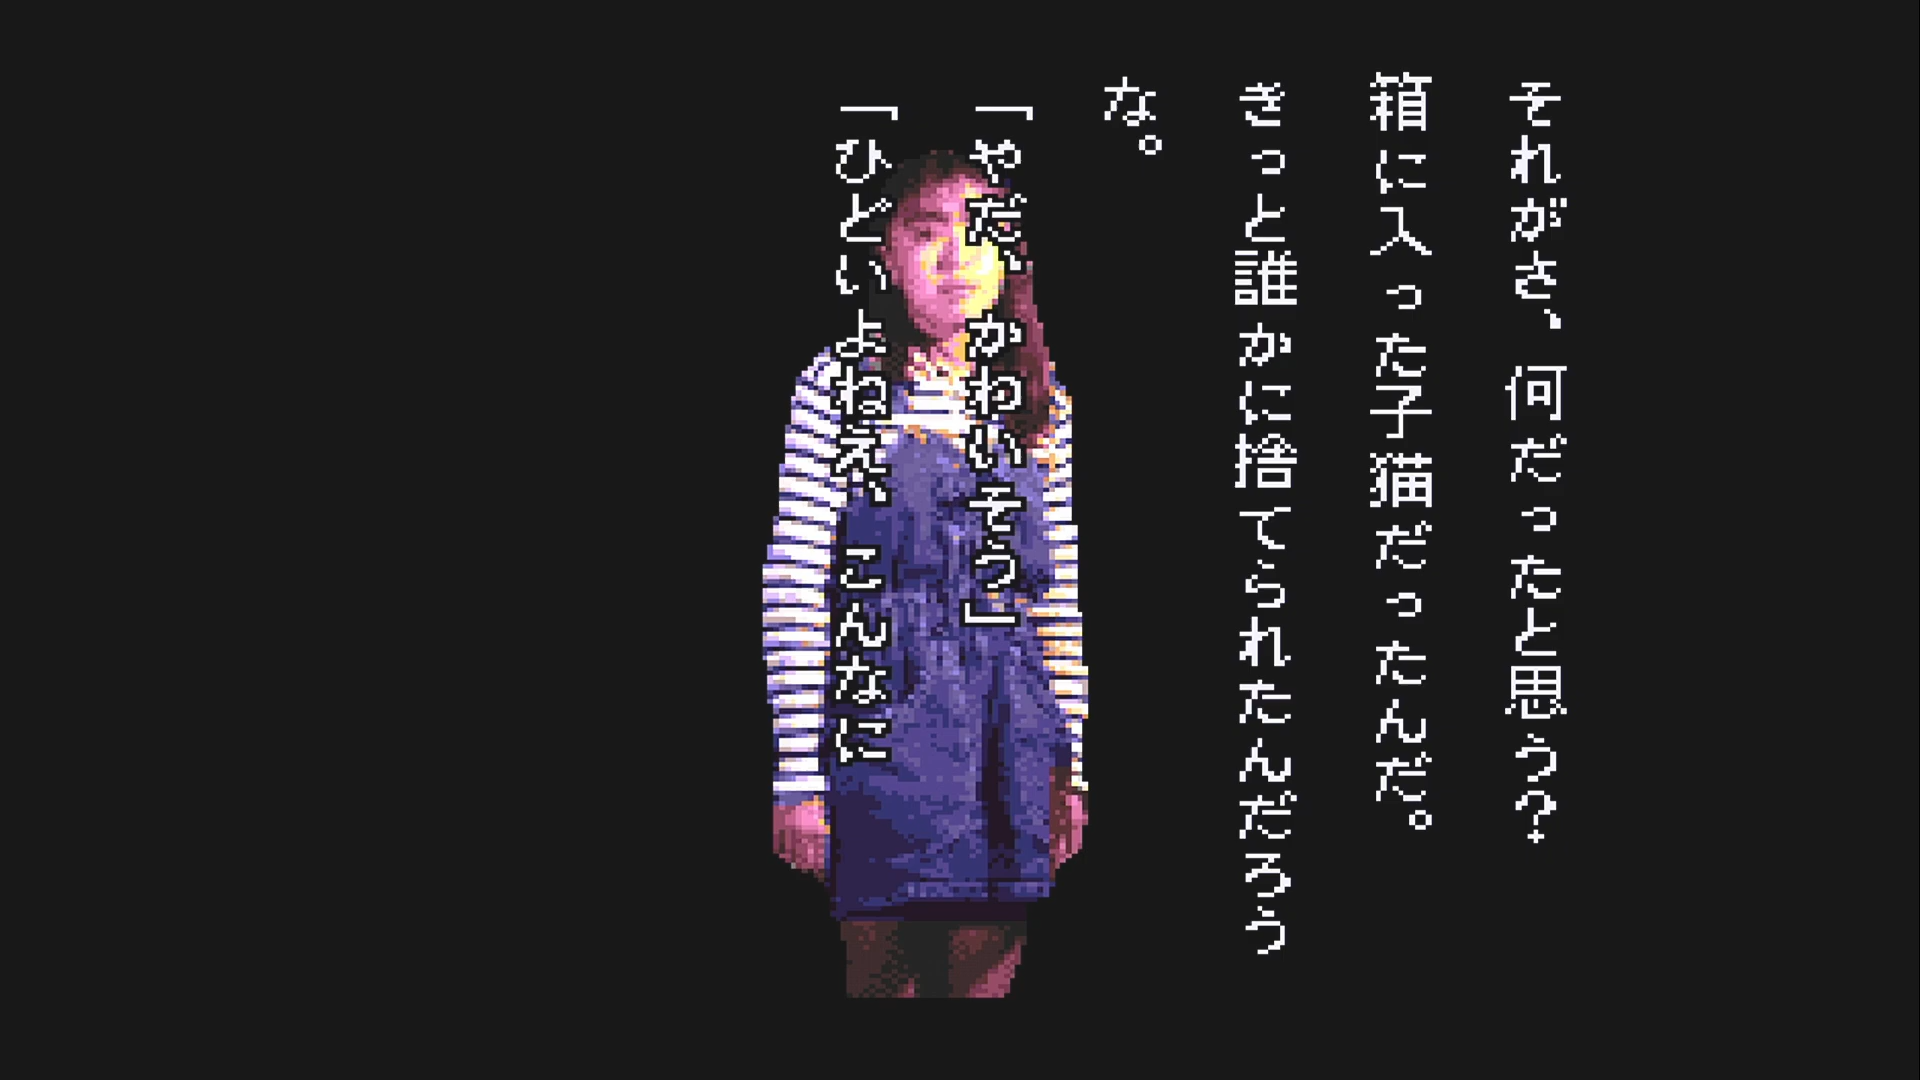 それがさ、何だったと思う？
箱に入った子猫だったんだ。
きっと誰かに捨てられたんだろう
な。
「やだ、かわいそう」
「ひどいよねえ、こんなに